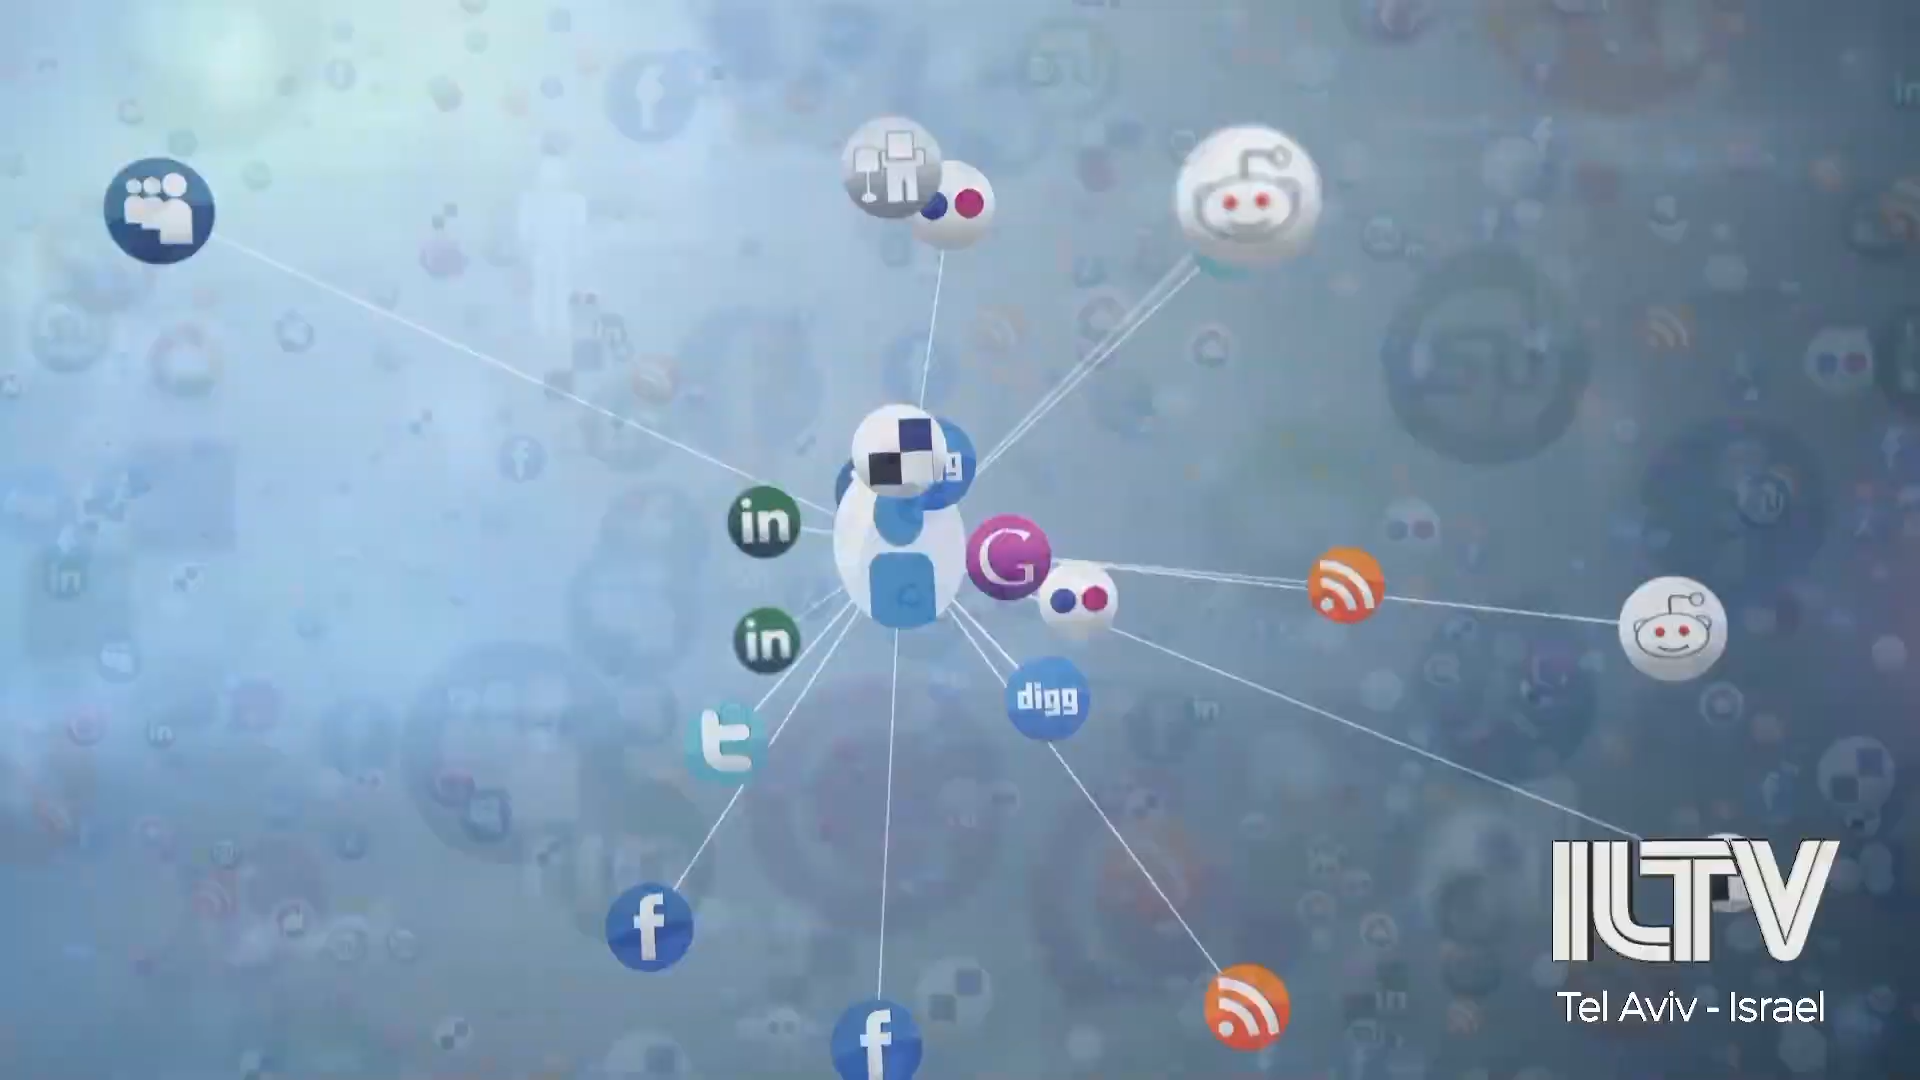 in
G
in
digg
t
f
f
ILTV
Tel Aviv - Israel